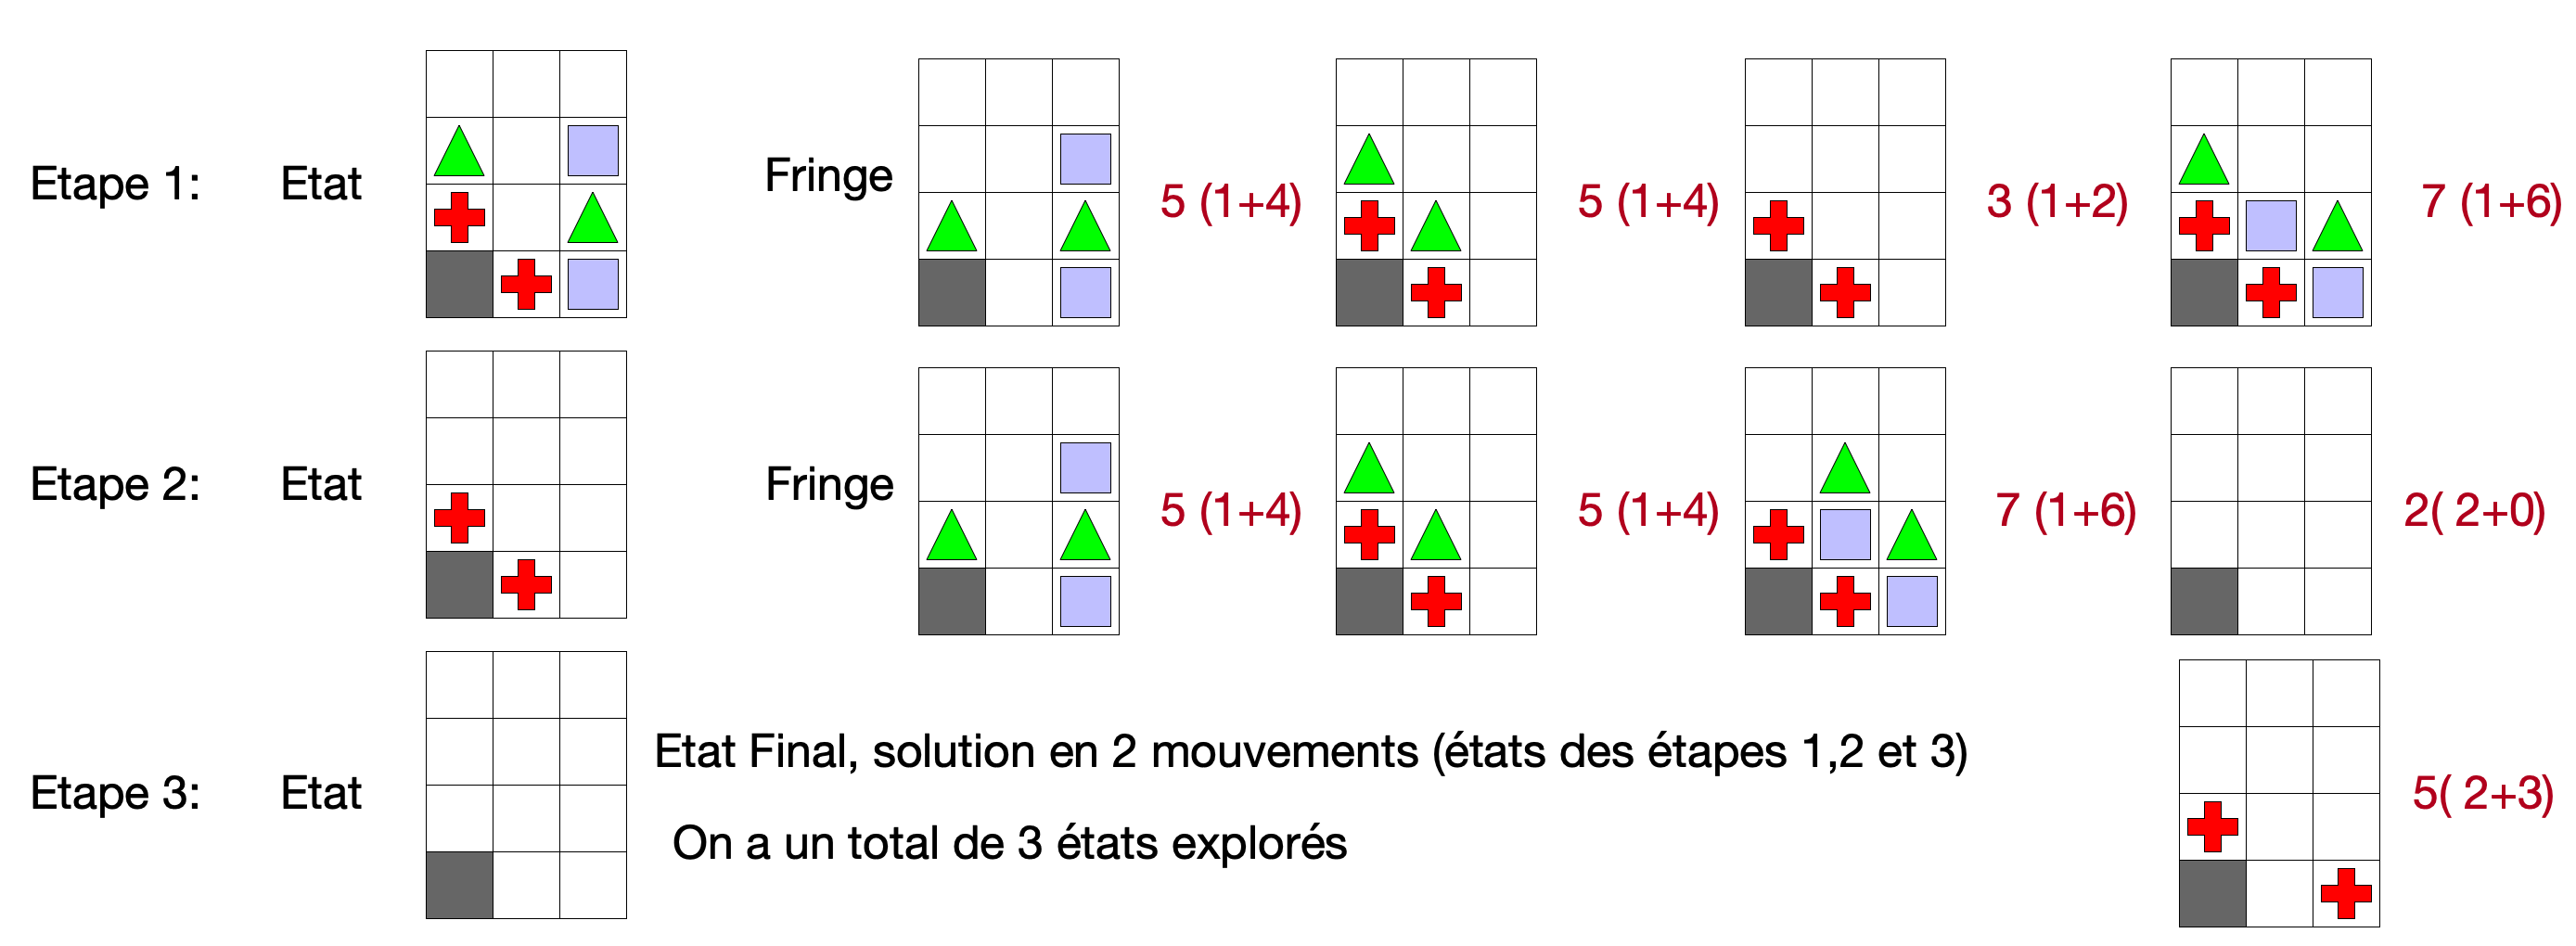 Etape 1: Etat Fringe 5 (1+4) 5 (1+4) 3 (1+2) 7 (1+6)
Etape 2: Etat Fringe 5 (1+4) 5 (1+4) 7 (1+6) 2( 2+0)
Etat Final, solution en 2 mouvements (états des étapes 1,2 et 3)
Etape 3: Etat 5( 2+3)
On a un total de 3 états explorés